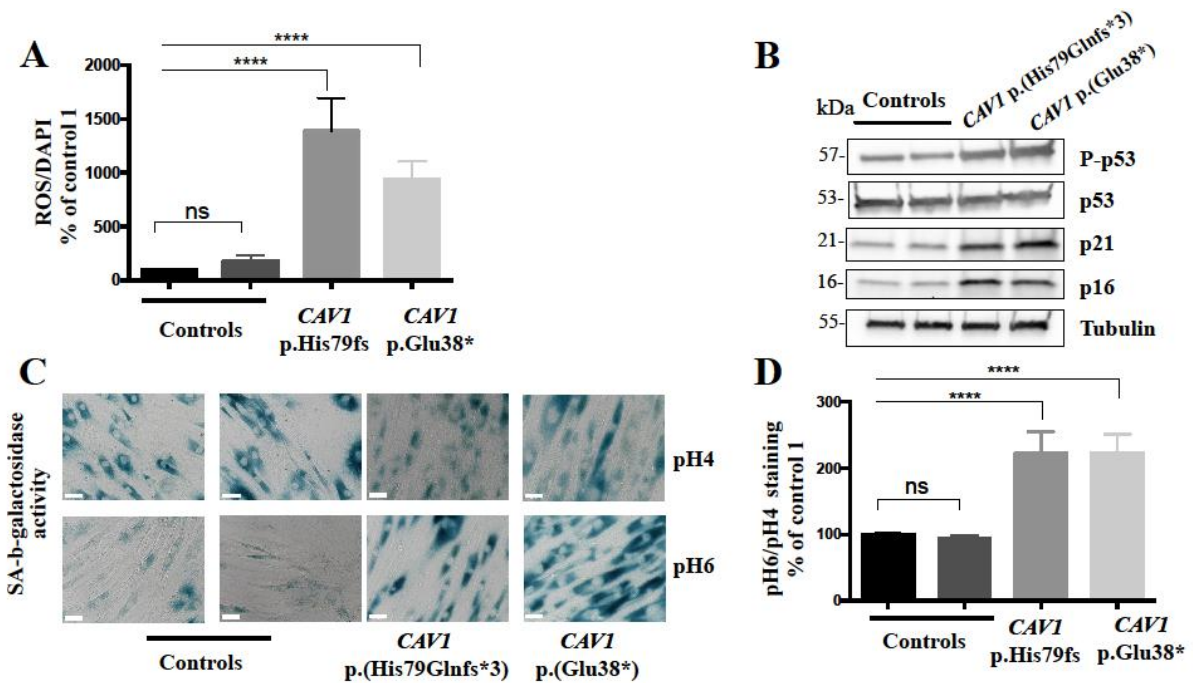 A
****
****
ns
2000
1500
1000
500
0
ROS/DAPI
% of control 1
Controls
CAV1
p.His79fs
CAV1
p.Glu38*
B
kDa
Controls
CAV1 p.(His79Glnfs*3)
CAV1 p.(Glu38*)
57-
P-p53
53-
p53
21-
p21
16-
p16
55-
Tubulin
C
SA-b-galactosidase
activity
pH4
pH6
Controls
CAV1
p.(His79Glnfs*3)
CAV1
p.(Glu38*)
D
****
****
ns
300
200
100
0
pH6/pH4 staining
% of control 1
Controls
CAV1
p.His79fs
CAV1
p.Glu38*